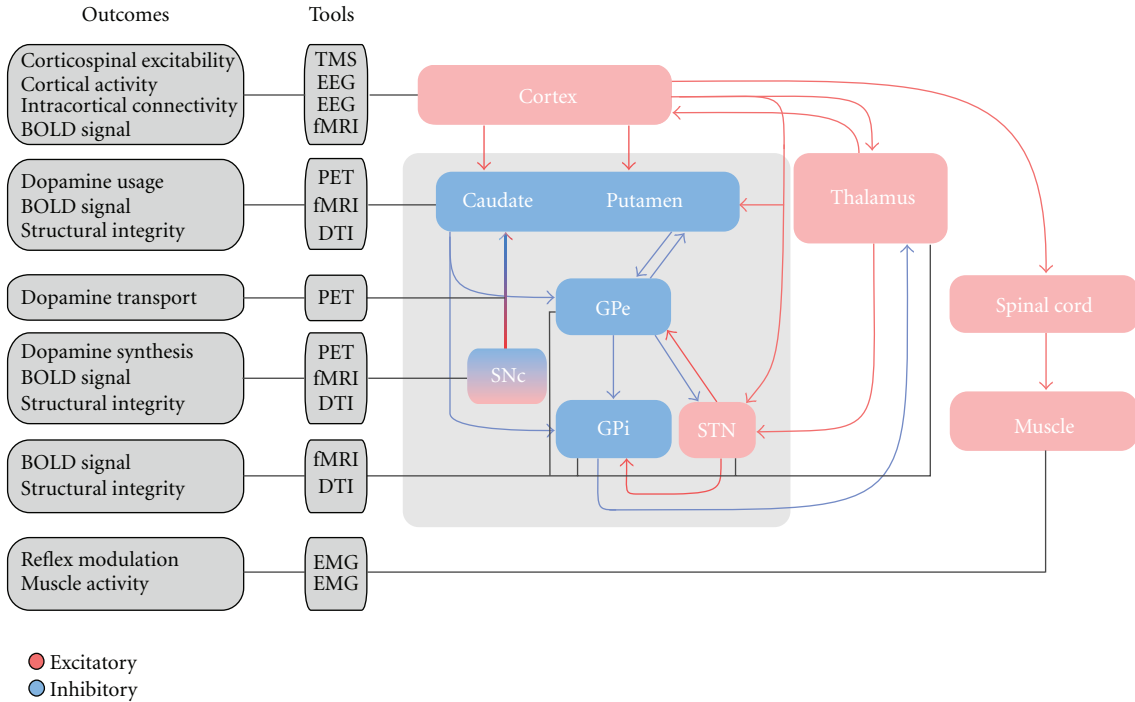 Outcomes
Tools
Corticospinal excitability
Cortical activity
Intracortical connectivity
BOLD signal
TMS
EEG
EEG
fMRI
Cortex
Dopamine usage
BOLD signal
Structural integrity
PET
fMRI
DTI
Caudate
Putamen
Thalamus
Dopamine transport
PET
GPe
Spinal cord
Dopamine synthesis
BOLD signal
Structural integrity
PET
fMRI
DTI
SNc
GPi
STN
Muscle
BOLD signal
Structural integrity
fMRI
DTI
Reflex modulation
Muscle activity
EMG
EMG
Excitatory
Inhibitory